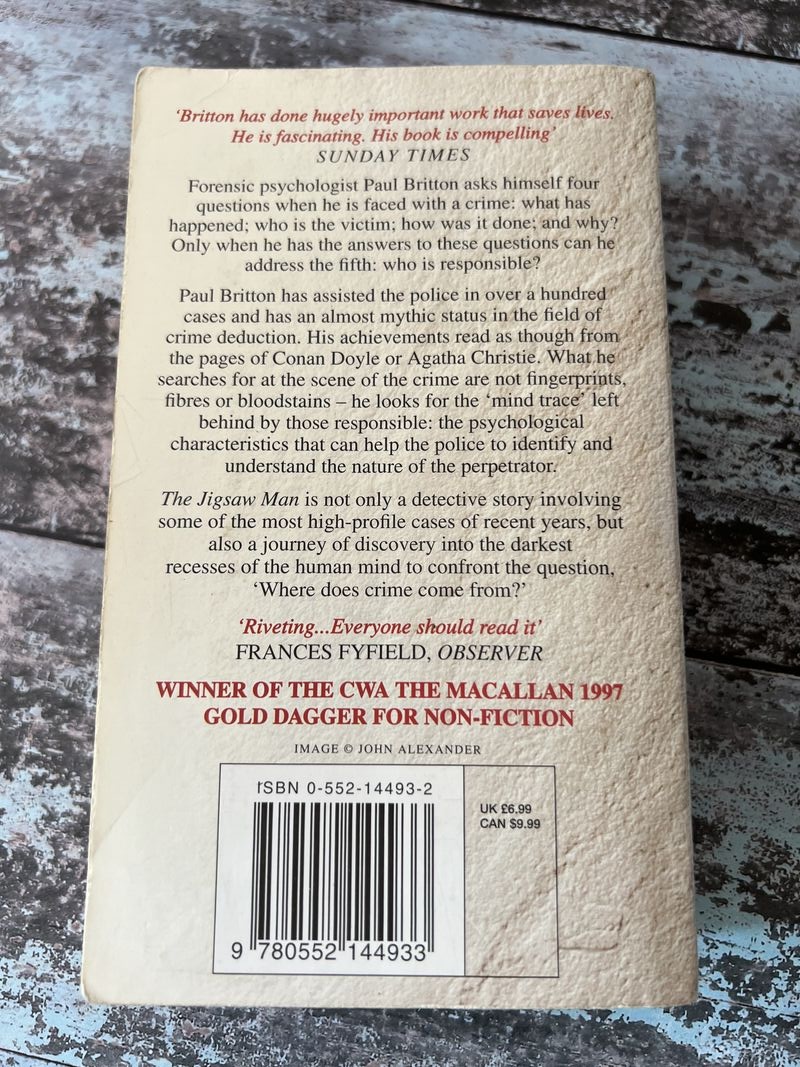 ‘Britton has done hugely important work that saves lives.
He is fascinating. His book is compelling’
SUNDAY TIMES
Forensic psychologist Paul Britton asks himself four
questions when he is faced with a crime: what has
happened; who is the victim; how was it done; and why?
Only when he has the answers to these questions can he
address the fifth: who is responsible?
Paul Britton has assisted the police in over a hundred
cases and has an almost mythic status in the field of
crime deduction. His achievements read as though from
the pages of Conan Doyle or Agatha Christie. What he
searches for at the scene of the crime are not fingerprints,
fibres or bloodstains – he looks for the ‘mind trace’ left
behind by those responsible: the psychological
characteristics that can help the police to identify and
understand the nature of the perpetrator.
The Jigsaw Man is not only a detective story involving
some of the most high-profile cases of recent years, but
also a journey of discovery into the darkest
recesses of the human mind to confront the question,
‘Where does crime come from?’
‘Riveting...Everyone should read it’
FRANCES FYFIELD, OBSERVER
WINNER OF THE CWA THE MACALLAN 1997
GOLD DAGGER FOR NON-FICTION
IMAGE © JOHN ALEXANDER
ISBN 0-552-14493-2
UK £6.99
CAN $9.99
9 780552 144933